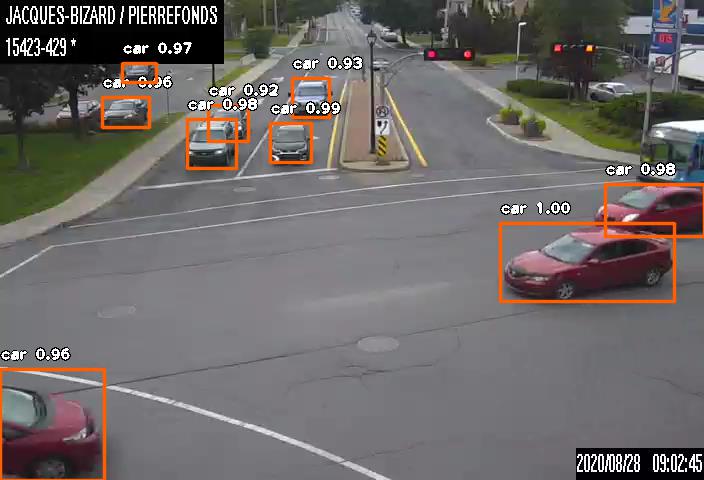 JACQUES-BIZARD / PIERREFONDS
15423-429 *
car 0.97
car 0.96
car 0.93
car 0.92
car 0.98
car 0.99
car 0.98
car 1.00
car 0.96
2020/08/28 09:02:45